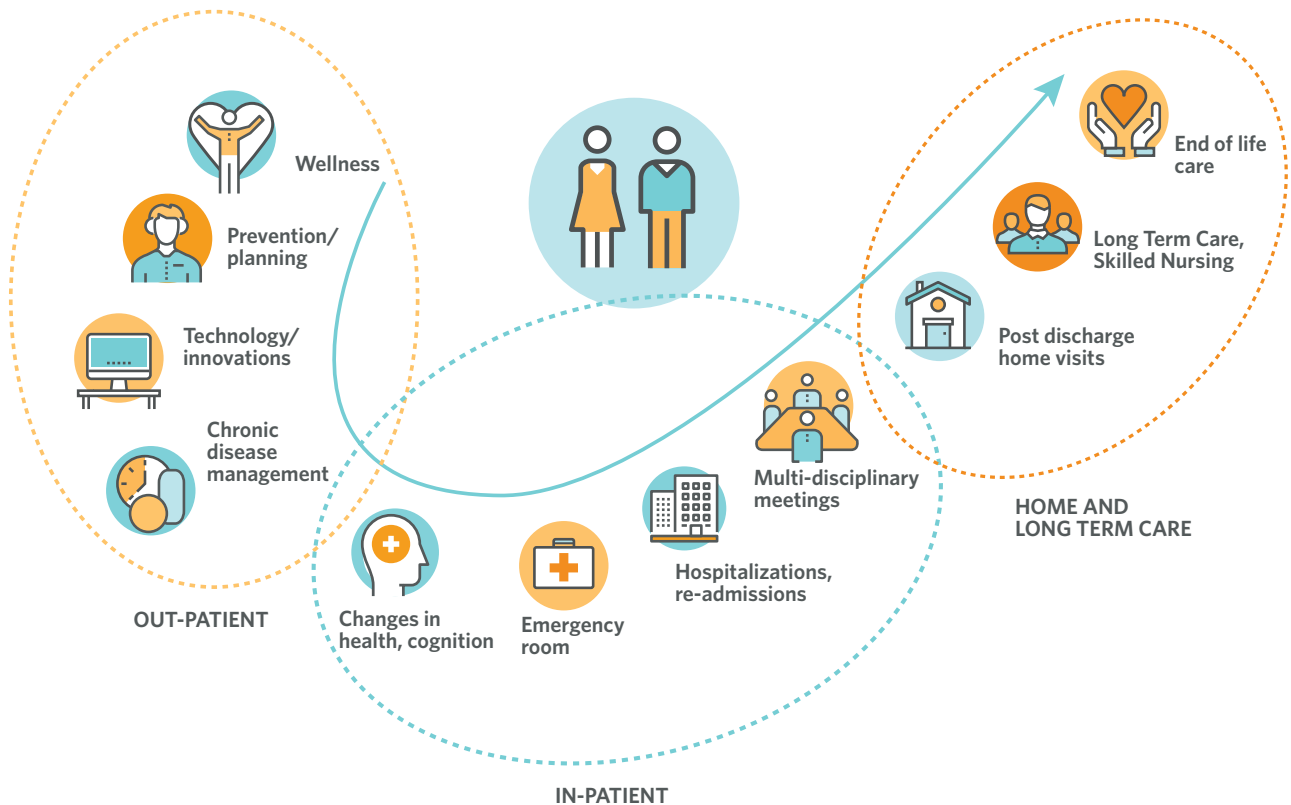 Wellness
Prevention/
planning
Technology/
innovations
Chronic
disease
management
OUT-PATIENT
Changes in
health, cognition
Emergency
room
Hospitalizations,
re-admissions
Multi-disciplinary
meetings
IN-PATIENT
Post discharge
home visits
Long Term Care,
Skilled Nursing
End of life
care
HOME AND
LONG TERM CARE